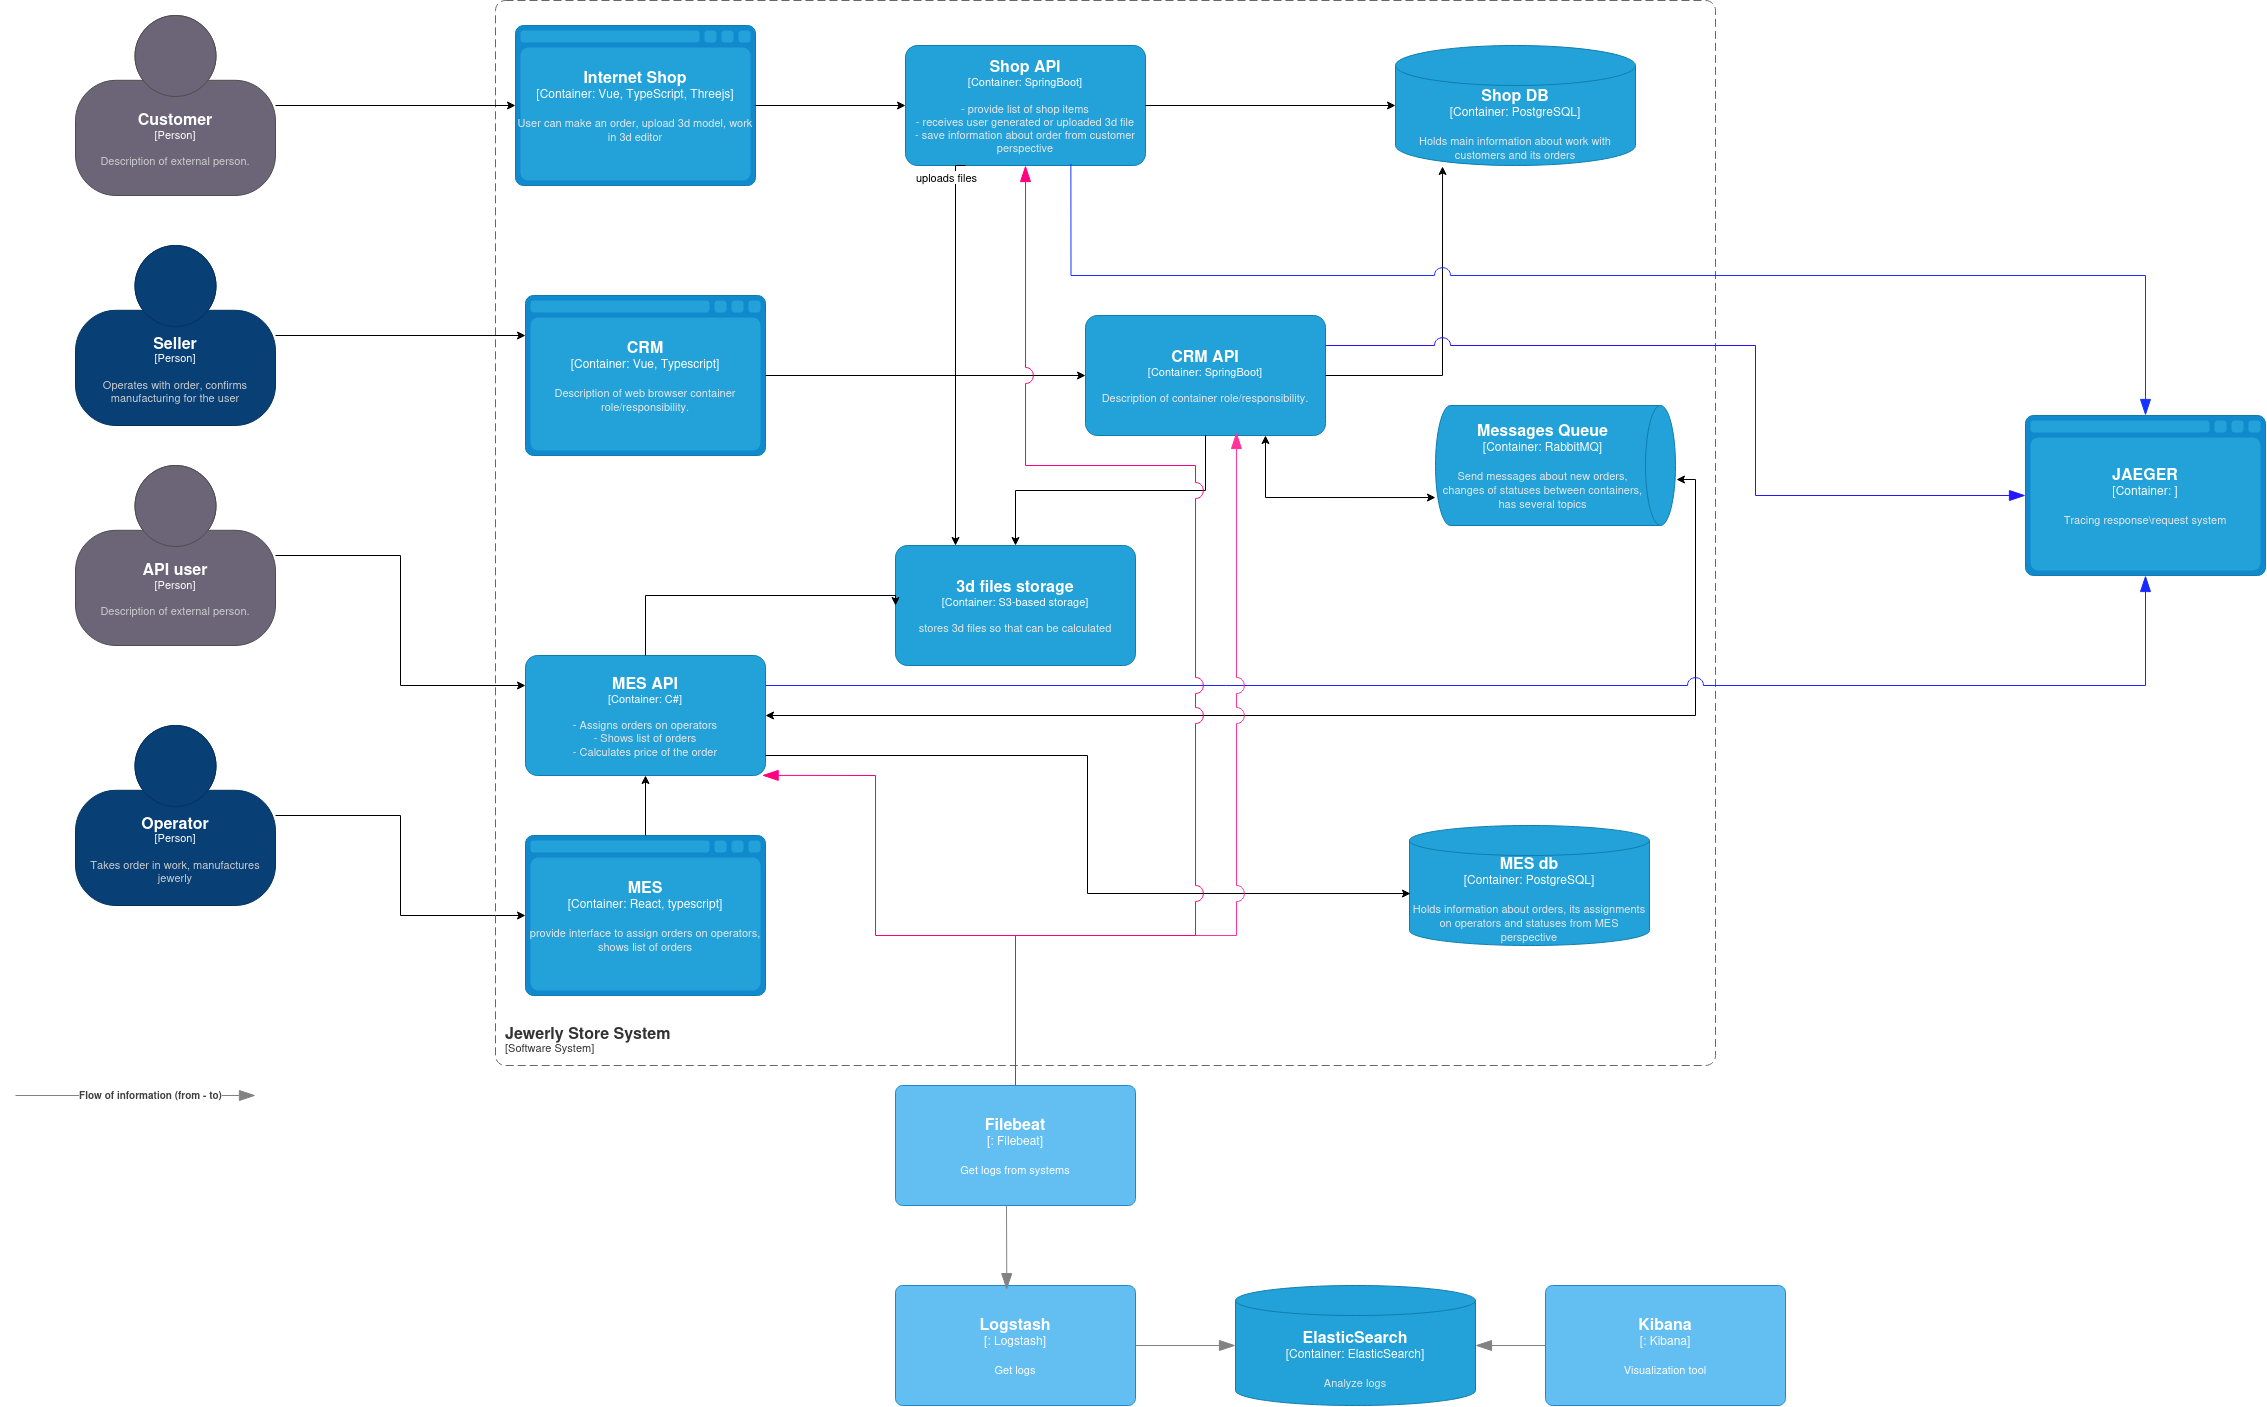 Customer
[Person]
Description of external person.
Internet Shop
[Container: Vue, TypeScript, Threejs]
User can make an order, upload 3d model, work
in 3d editor
Shop API
[Container: SpringBoot]
- provide list of shop items
- receives user generated or uploaded 3d file
- save information about order from customer
perspective
uploads files
Shop DB
[Container: PostgreSQL]
Holds main information about work with
customers and its orders
Seller
[Person]
Operates with order, confirms
manufacturing for the user
CRM
[Container: Vue, Typescript]
Description of web browser container
role/responsibility.
CRM API
[Container: SpringBoot]
Description of container role/responsibility.
Messages Queue
[Container: RabbitMQ]
Send messages about new orders,
changes of statuses between containers,
has several topics
JAEGER
[Container: ]
Tracing response\request system
API user
[Person]
Description of external person.
3d files storage
[Container: S3-based storage]
stores 3d files so that can be calculated
MES API
[Container: C#]
- Assigns orders on operators
- Shows list of orders
- Calculates price of the order
Operator
[Person]
Takes order in work, manufactures
jewerly
MES
[Container: React, typescript]
provide interface to assign orders on operators,
shows list of orders
MES db
[Container: PostgreSQL]
Holds information about orders, its assignments
on operators and statuses from MES
perspective
Jewerly Store System
[Software System]
Flow of information (from - to)
Filebeat
[: Filebeat]
Get logs from systems
Logstash
[: Logstash]
Get logs
ElasticSearch
[Container: ElasticSearch]
Analyze logs
Kibana
[: Kibana]
Visualization tool